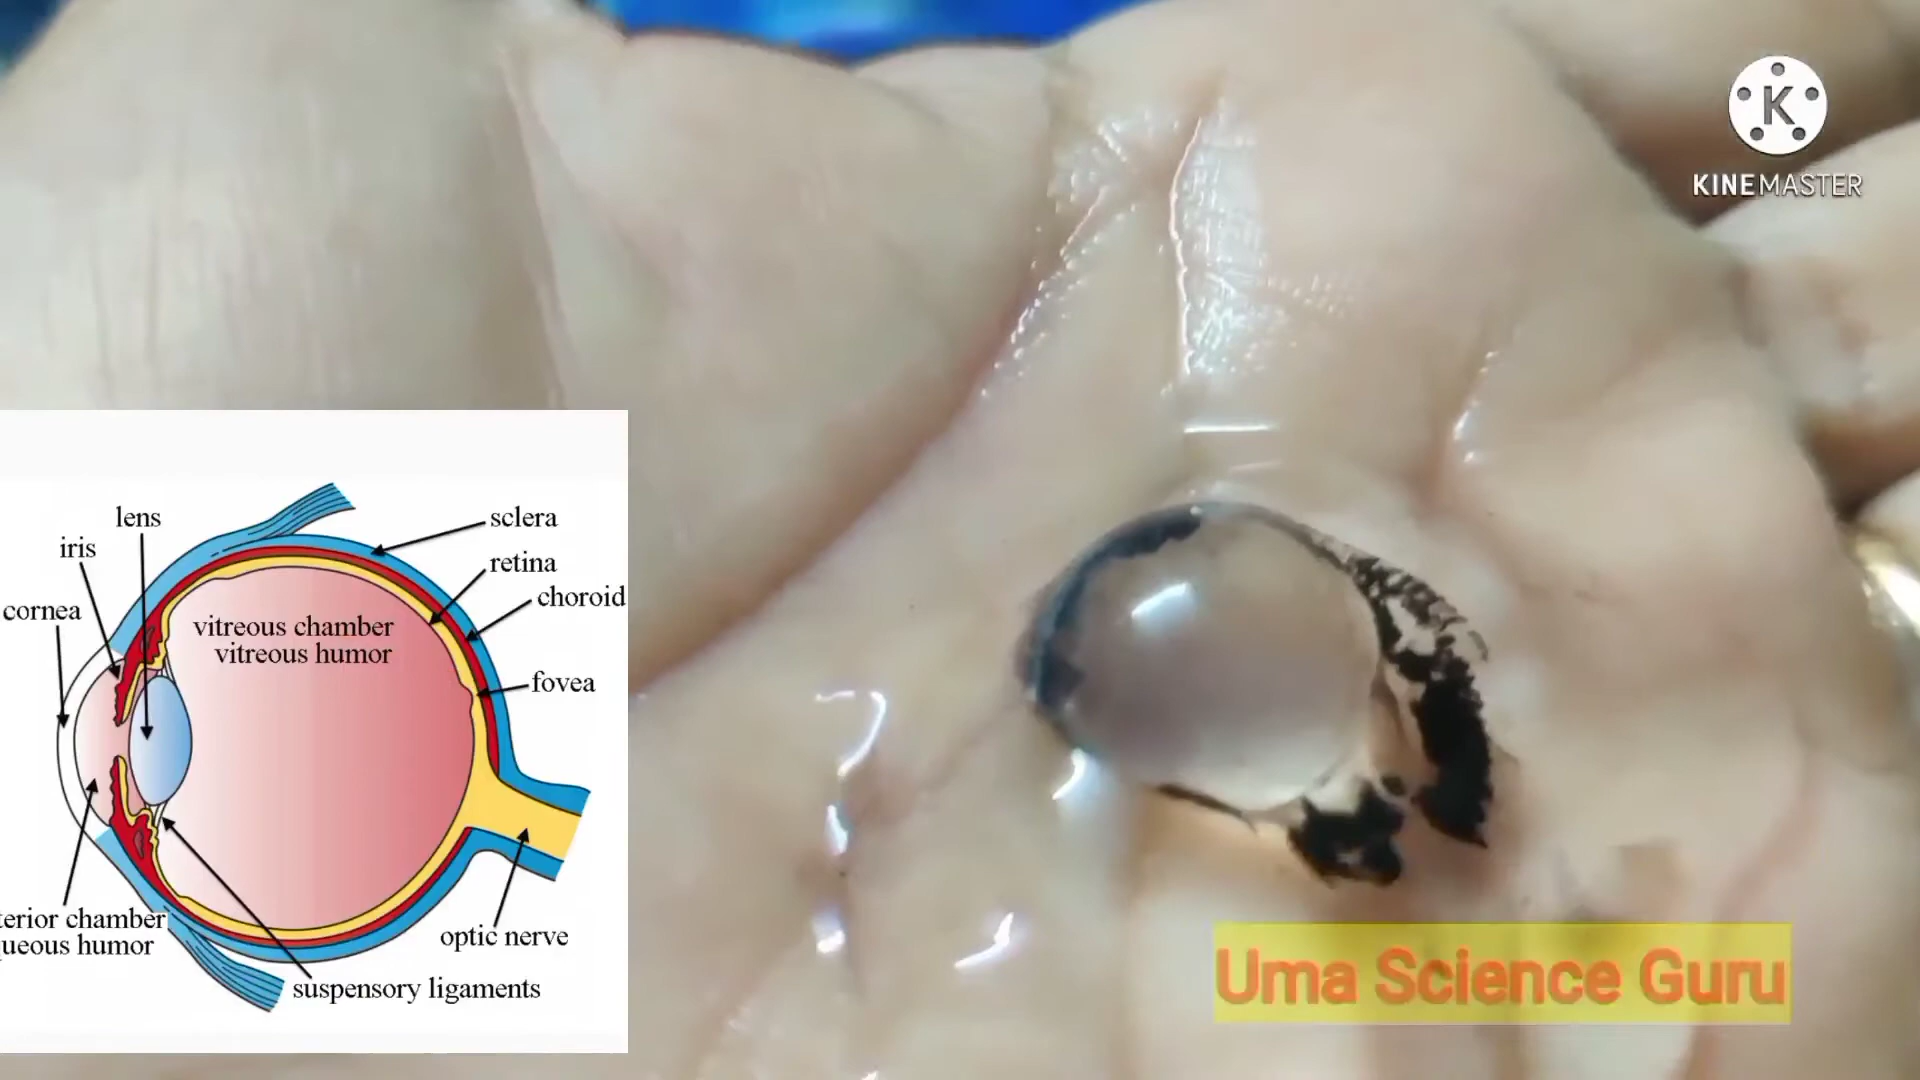 K
KINEMASTER
lens
sclera
iris
retina
choroid
cornea
vitreous chamber
vitreous humor
fovea
terior chamber
queous humor
optic nerve
suspensory ligaments
Uma Science Guru